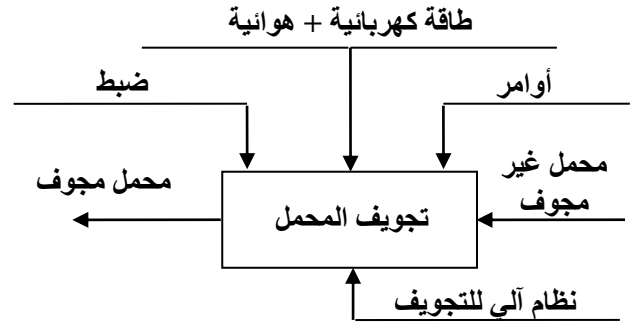 طاقة كهربائية + هوائية
أوامر
ضبط
محمل غير
مجوف
تجويف المحمل
محمل مجوف
نظام آلي للتجويف